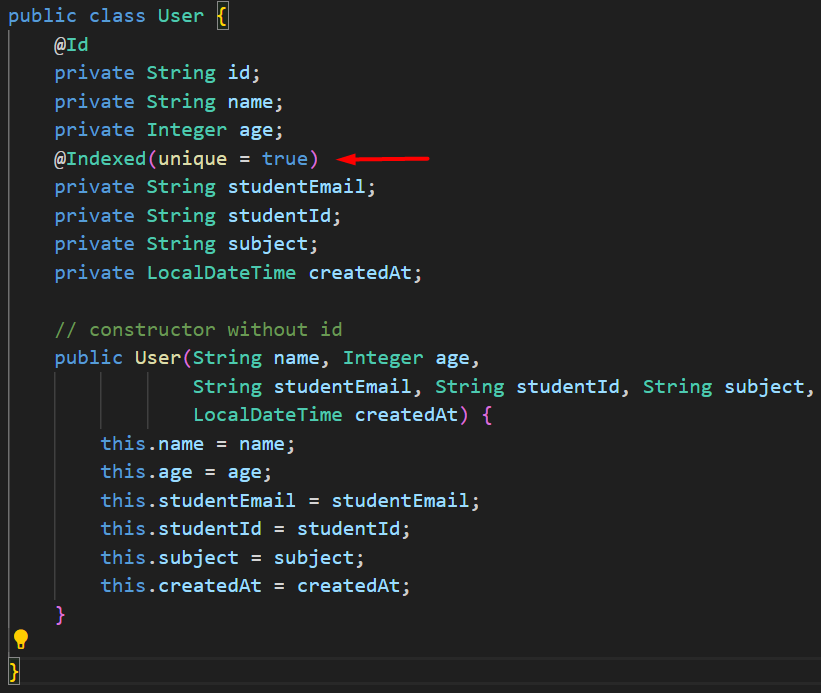 public class User {
@Id
private String id;
private String name;
private Integer age;
@Indexed(unique = true)
private String studentEmail;
private String studentId;
private String subject;
private LocalDateTime createdAt;
// constructor without id
public User(String name, Integer age,
String studentEmail, String studentId, String subject,
LocalDateTime createdAt) {
this.name = name;
this.age = age;
this.studentEmail = studentEmail;
this.studentId = studentId;
this.subject = subject;
this.createdAt = createdAt;
}
}